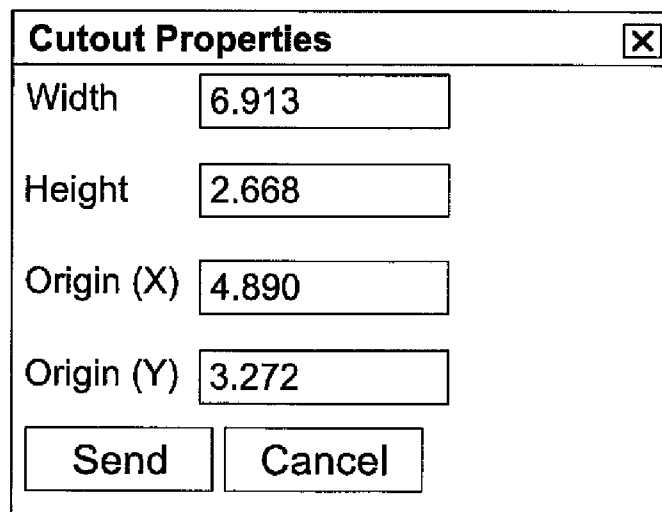 Cutout Properties
Width 6.913
Height 2.668
Origin (X) 4.890
Origin (Y) 3.272
Send Cancel